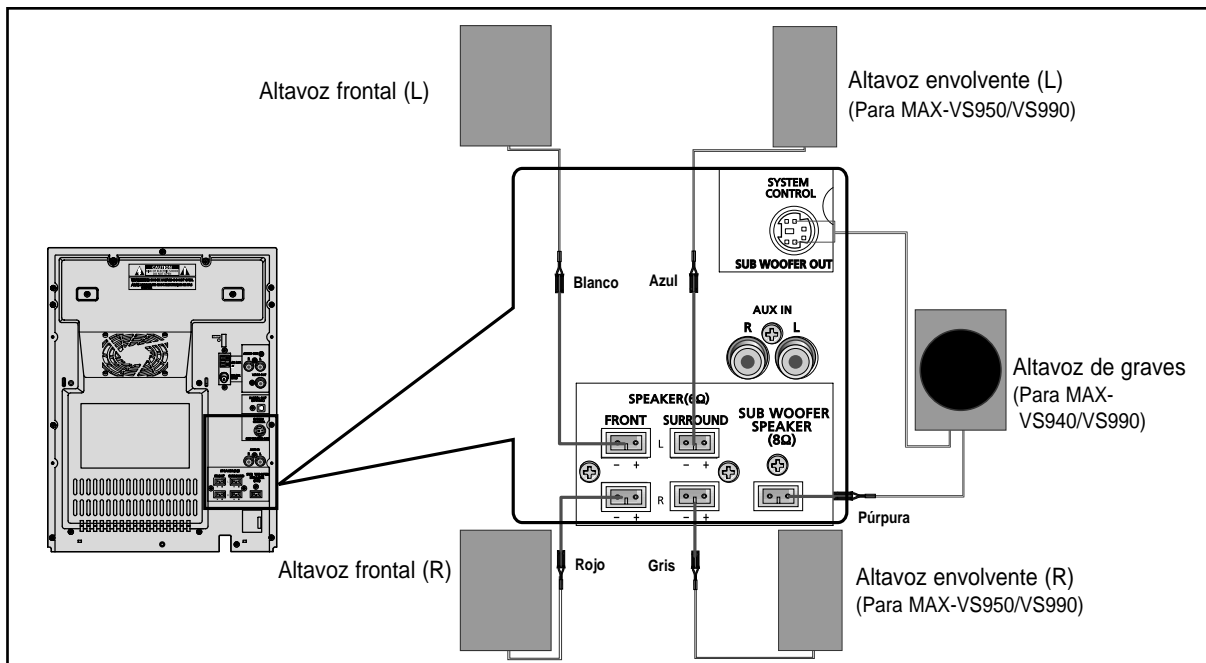 Altavoz frontal (L)
Altavoz envolvente (L)
(Para MAX-VS950/VS990)
SYSTEM
CONTROL
SUB WOOFER OUT
Blanco
Azul
AUX IN
R L
Altavoz de graves
(Para MAX-
VS940/VS990)
SPEAKER(6Ω)
FRONT SURROUND
SUB WOOFER
SPEAKER
(8Ω)
L
– + – +
R
– + – +
Púrpura
Rojo
Gris
Altavoz frontal (R)
Altavoz envolvente (R)
(Para MAX-VS950/VS990)